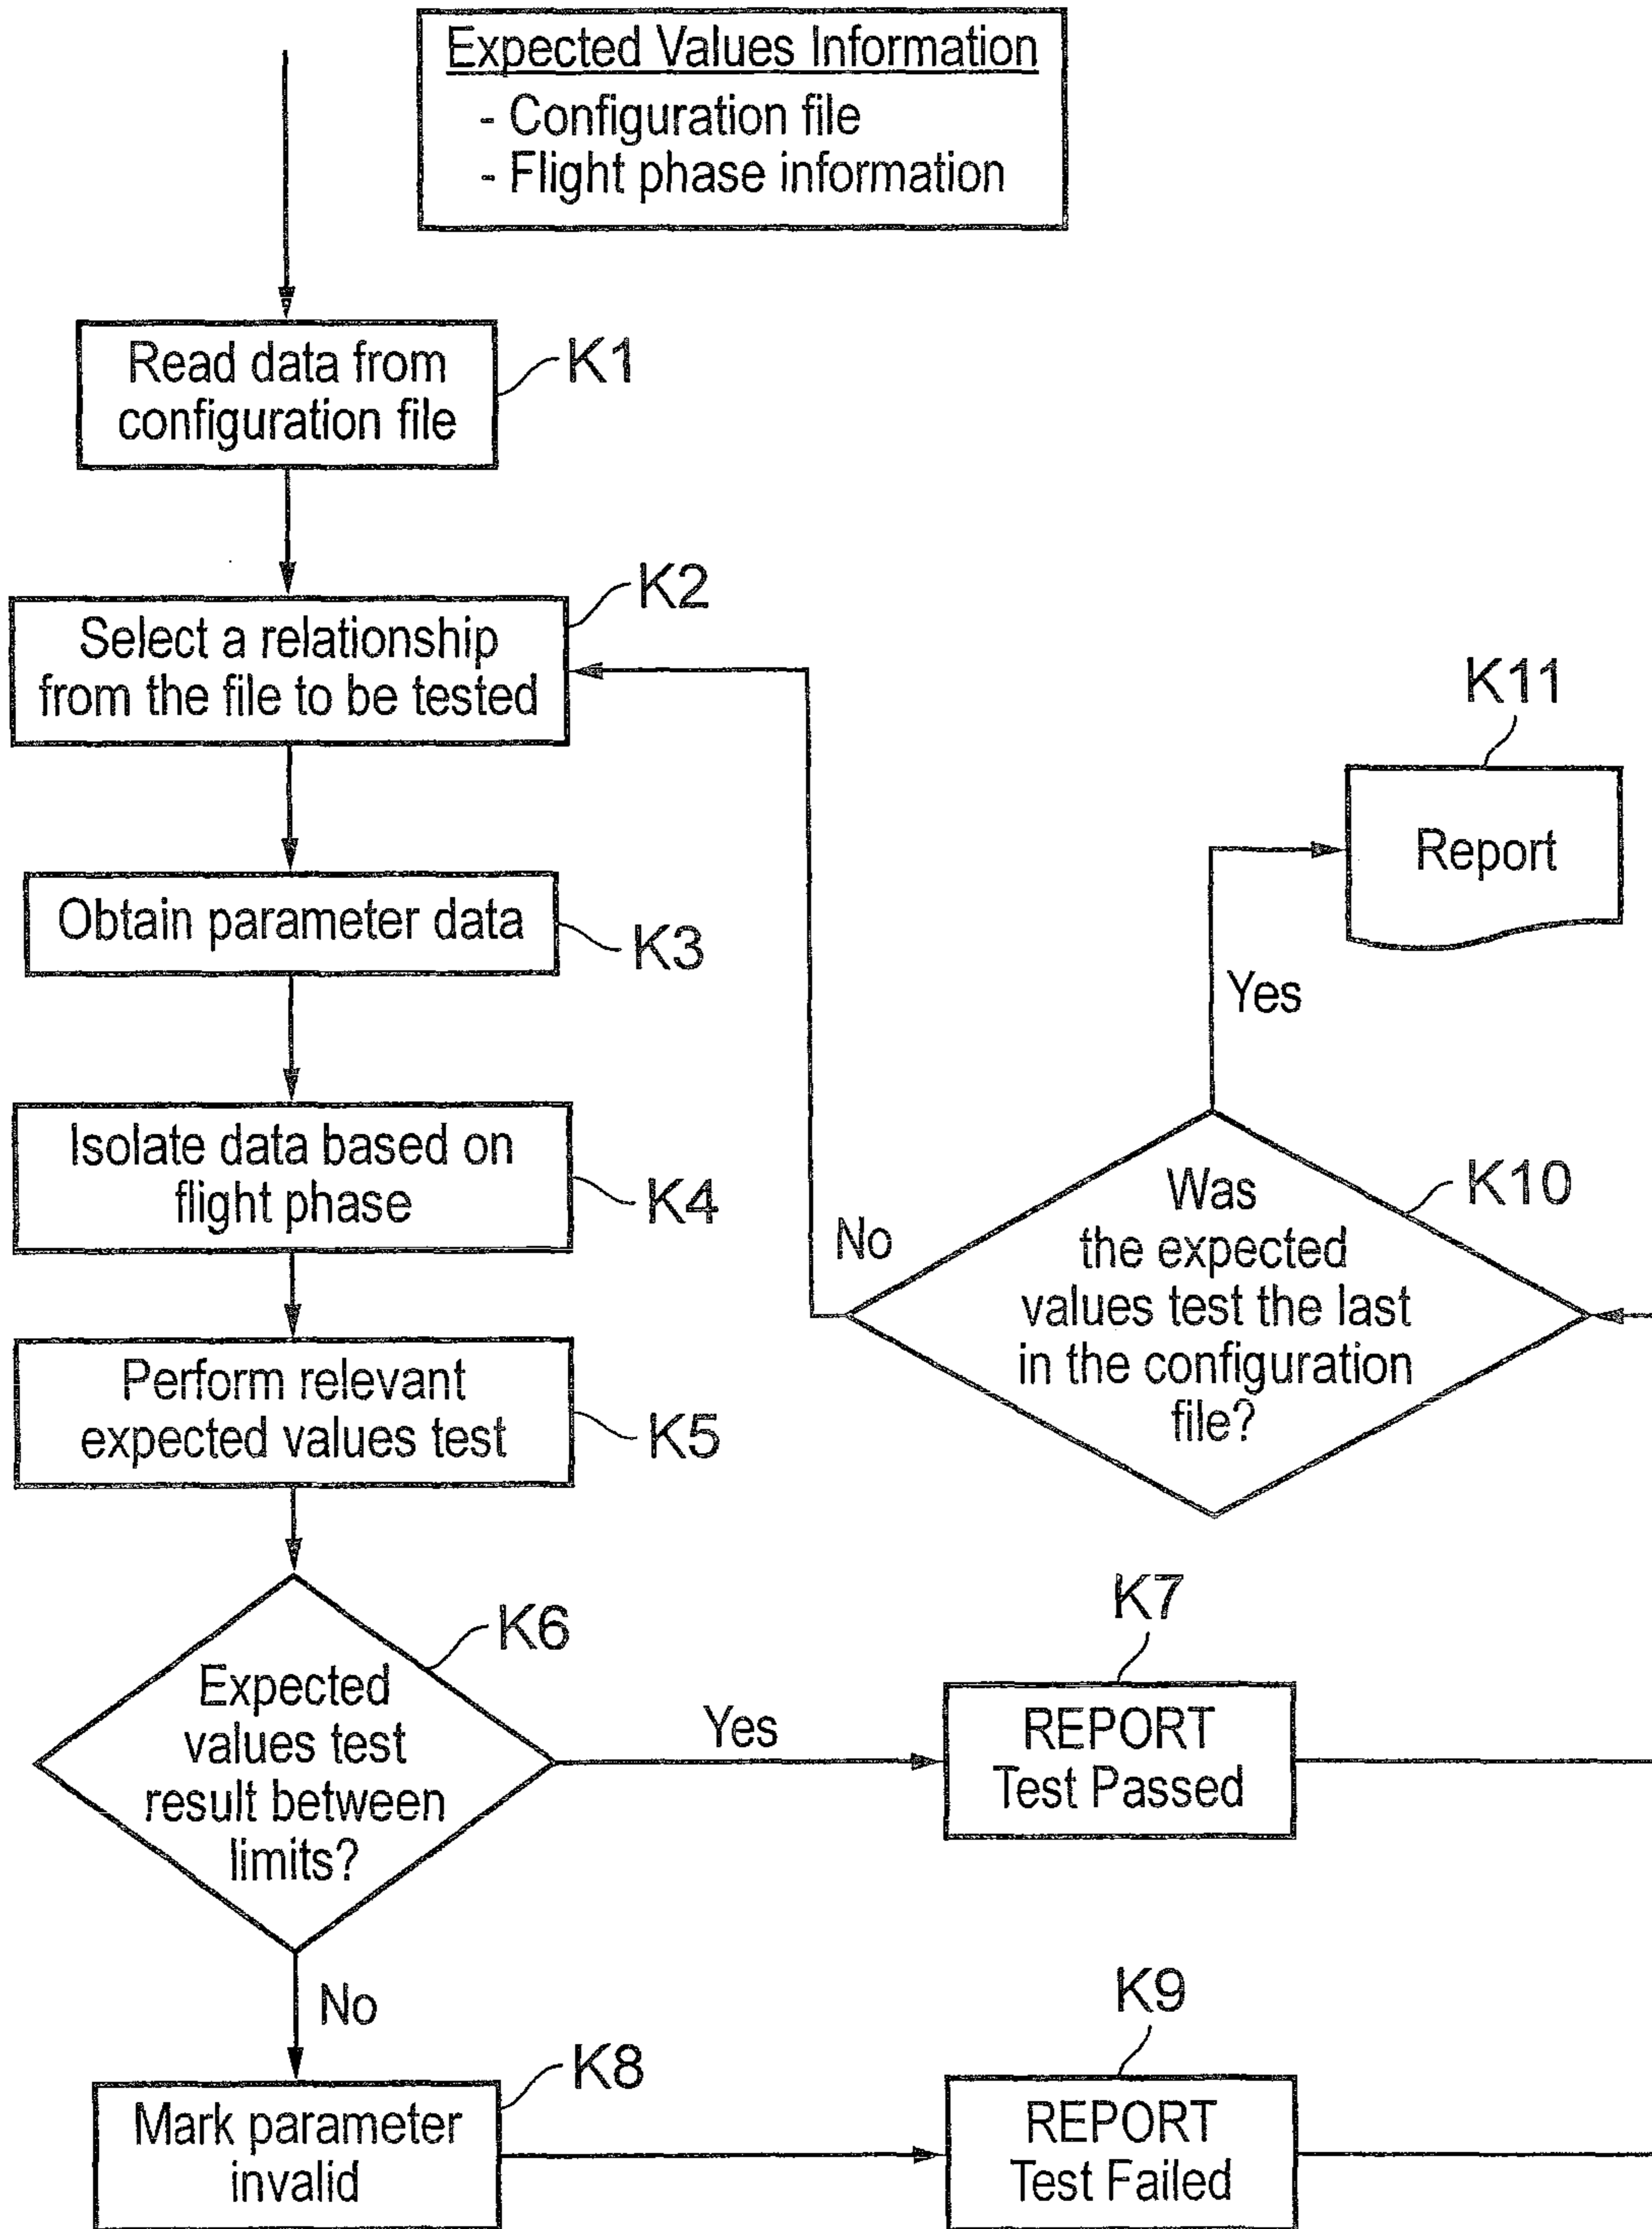 Expected Values Information
- Configuration file
- Flight phase information
Read data from
configuration file
K1
Select a relationship
from the file to be tested
K2
Obtain parameter data
K3
Isolate data based on
flight phase
K4
Perform relevant
expected values test
K5
Expected
values test
result between
limits?
K6
Yes
No
REPORT
Test Passed
K7
Mark parameter
invalid
K8
REPORT
Test Failed
K9
Was
the expected
values test the last
in the configuration
file?
K10
No
Yes
Report
K11